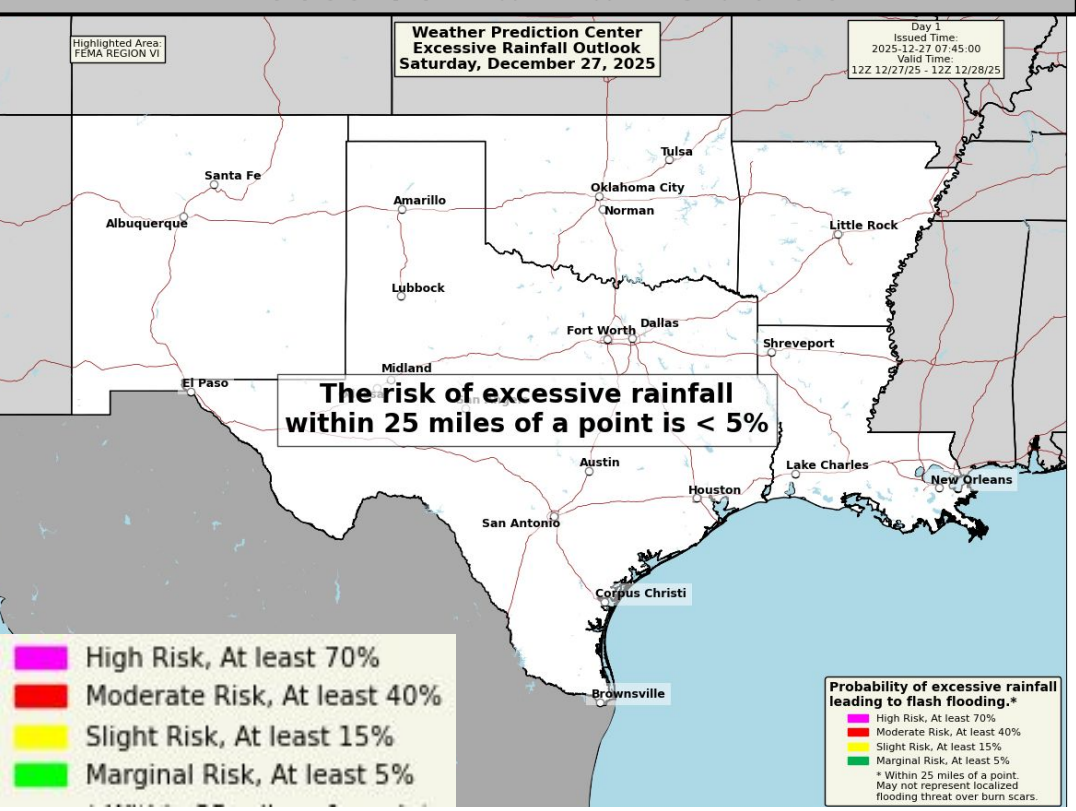 Highlighted Area:
FEMA REGION VI
Weather Prediction Center
Excessive Rainfall Outlook
Saturday, December 27, 2025
Day 1
Issued Time:
2025-12-27 07:45:00
Valid Time:
12Z 12/27/25 - 12Z 12/28/25
Tulsa
Santa Fe
Oklahoma City
Amarillo
Norman
Albuquerque
Little Rock
Lubbock
Dallas
Fort Worth
Shreveport
Midland
El Paso
The risk of excessive rainfall
within 25 miles of a point is < 5%
Austin
Lake Charles
New Orleans
Houston
San Antonio
Corpus Christi
Brownsville
High Risk, At least 70%
Moderate Risk, At least 40%
Slight Risk, At least 15%
Marginal Risk, At least 5%
Probability of excessive rainfall
leading to flash flooding.*
High Risk, At least 70%
Moderate Risk, At least 40%
Slight Risk, At least 15%
Marginal Risk, At least 5%
* Within 25 miles of a point.
May not represent localized
flooding threat over burn scars.